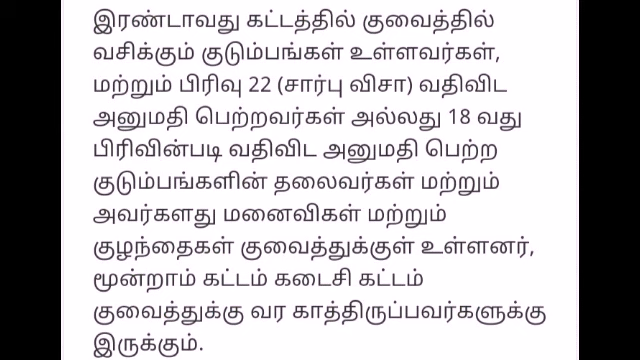 இரண்டாவது கட்டத்தில் குவைத்தில்
வசிக்கும் குடும்பங்கள் உள்ளவர்கள்,
மற்றும் பிரிவு 22 (சார்பு விசா) வதிவிட
அனுமதி பெற்றவர்கள் அல்லது 18 வது
பிரிவின்படி வதிவிட அனுமதி பெற்ற
குடும்பங்களின் தலைவர்கள் மற்றும்
அவர்களது மனைவிகள் மற்றும்
குழந்தைகள் குவைத்துக்குள் உள்ளனர்,
மூன்றாம் கட்டம் கடைசி கட்டம்
குவைத்துக்கு வர காத்திருப்பவர்களுக்கு
இருக்கும்.